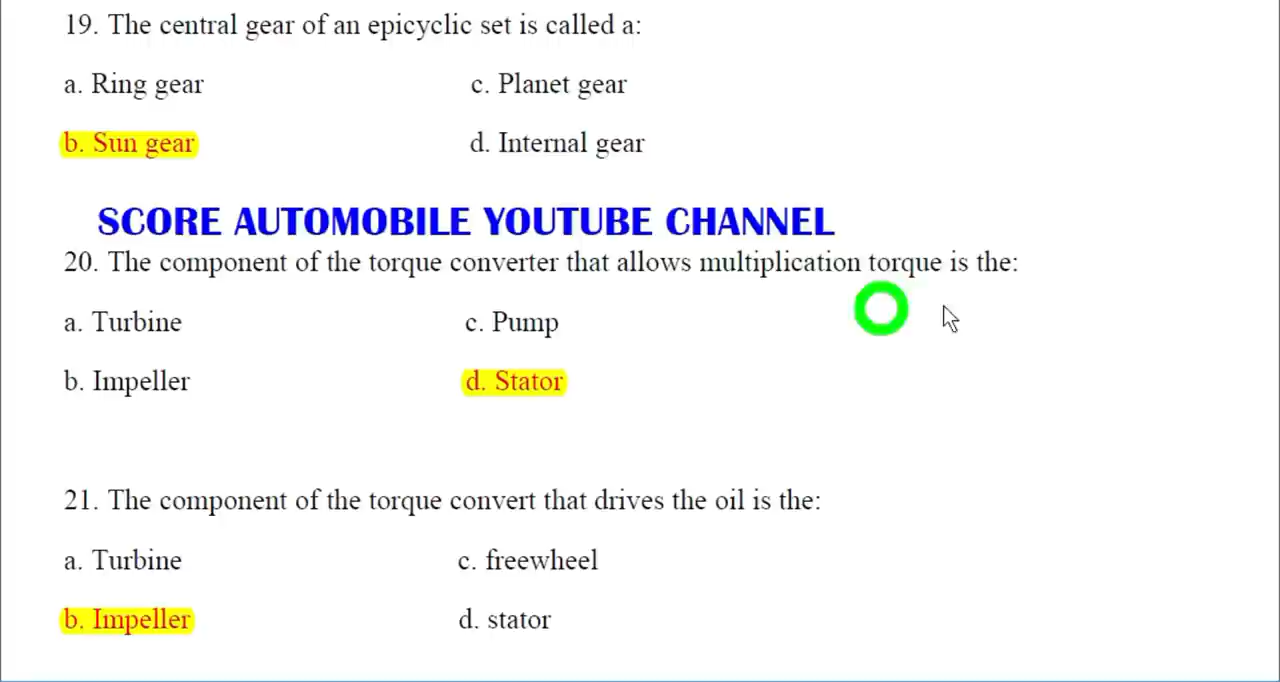 19. The central gear of an epicyclic set is called a:
a. Ring gear c. Planet gear
b. Sun gear d. Internal gear
SCORE AUTOMOBILE YOUTUBE CHANNEL
20. The component of the torque converter that allows multiplication torque is the:
a. Turbine c. Pump
b. Impeller d. Stator
21. The component of the torque convert that drives the oil is the:
a. Turbine c. freewheel
b. Impeller d. stator